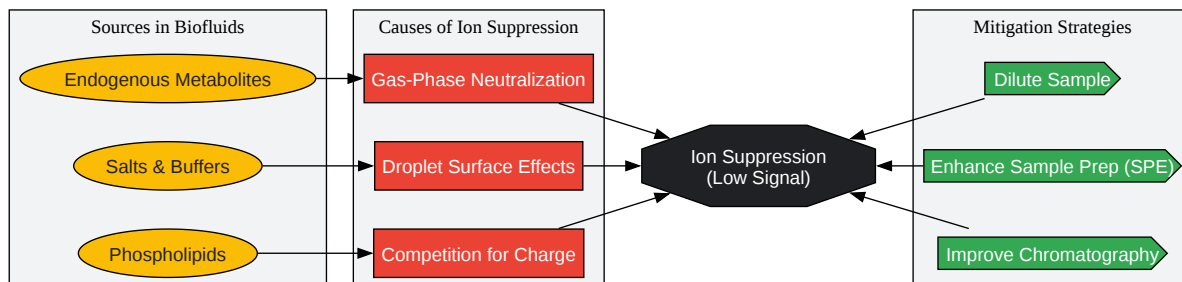 Sources in Biofluids
Endogenous Metabolites
Salts & Buffers
Phospholipids
Causes of Ion Suppression
Gas-Phase Neutralization
Droplet Surface Effects
Competition for Charge
Ion Suppression
(Low Signal)
Mitigation Strategies
Dilute Sample
Enhance Sample Prep (SPE)
Improve Chromatography